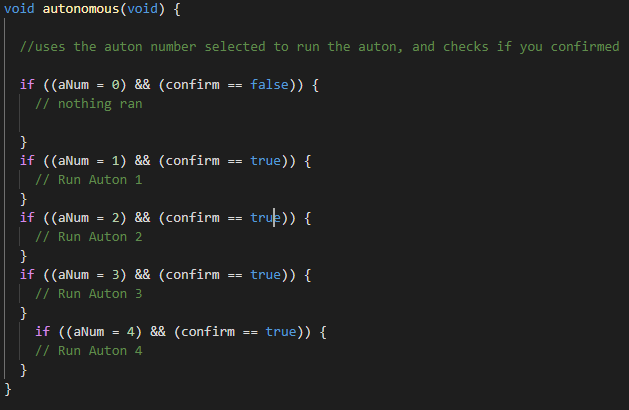 void autonomous(void) {
//uses the auton number selected to run the auton, and checks if you confirmed
if ((aNum = 0) && (confirm == false)) {
// nothing ran
}
if ((aNum = 1) && (confirm == true)) {
// Run Auton 1
}
if ((aNum = 2) && (confirm == true)) {
// Run Auton 2
}
if ((aNum = 3) && (confirm == true)) {
// Run Auton 3
}
if ((aNum = 4) && (confirm == true)) {
// Run Auton 4
}
}